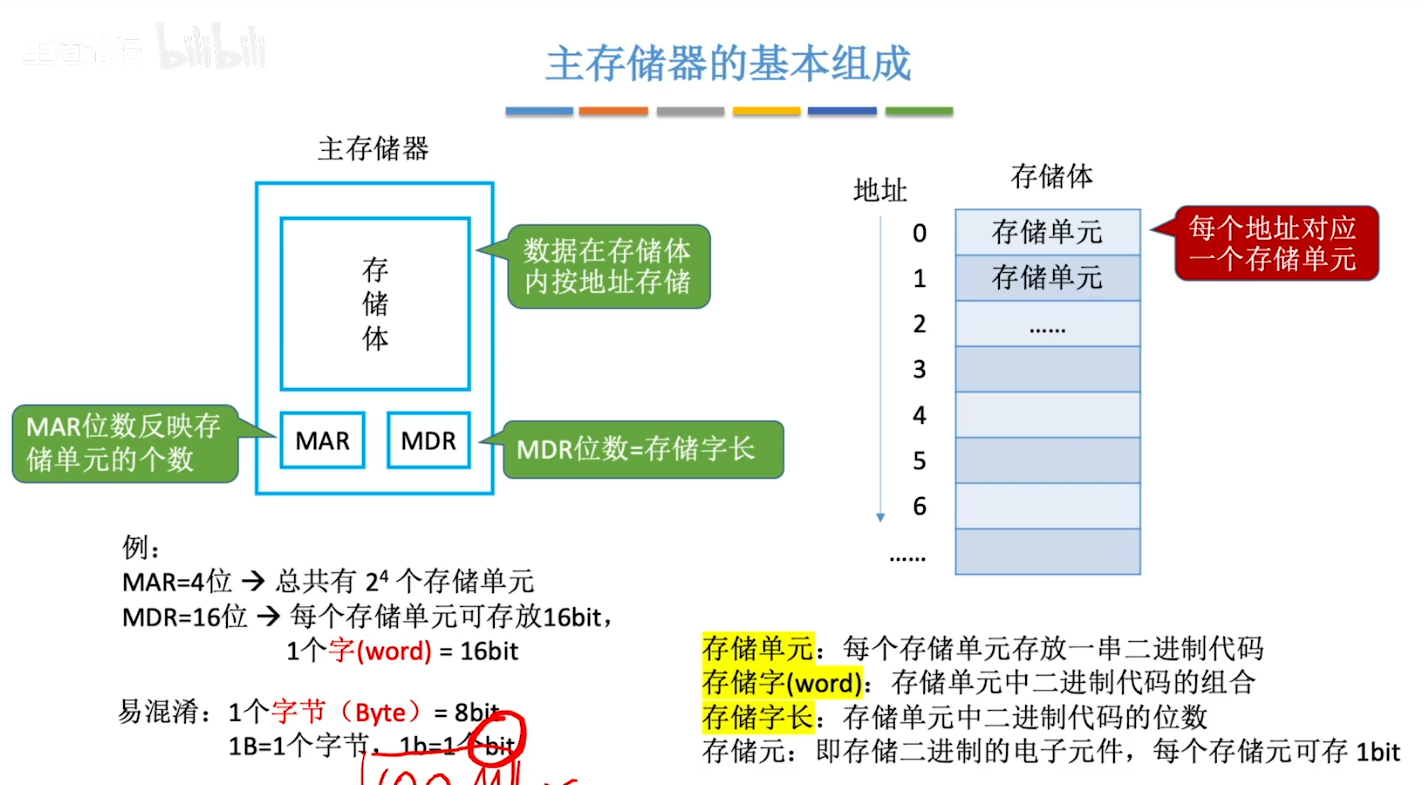 王道论坛 bilibili
主存储器的基本组成
主存储器
存储体
数据在存储体
内按地址存储
MAR位数反映存
储单元的个数
MAR
MDR
MDR位数=存储字长
存储体
地址
0 存储单元
1 存储单元
2 ……
3
4
5
6
……
每个地址对应
一个存储单元
例：
MAR=4位 → 总共有 2⁴ 个存储单元
MDR=16位 → 每个存储单元可存放16bit，
1个字(word) = 16bit
易混淆：1个字节（Byte）= 8bit
1B=1个字节，1b=1个bit
存储单元：每个存储单元存放一串二进制代码
存储字(word)：存储单元中二进制代码的组合
存储字长：存储单元中二进制代码的位数
存储元：即存储二进制的电子元件，每个存储元可存 1bit